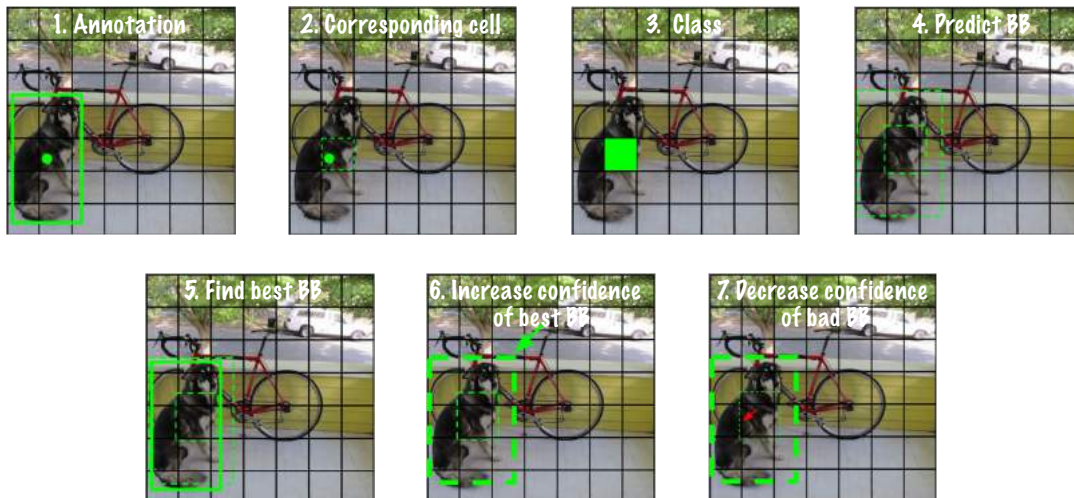 1. Annotation
2. Corresponding cell
3. Class
4. Predict BB
5. Find best BB
6. Increase confidence
of best BB
7. Decrease confidence
of bad BB